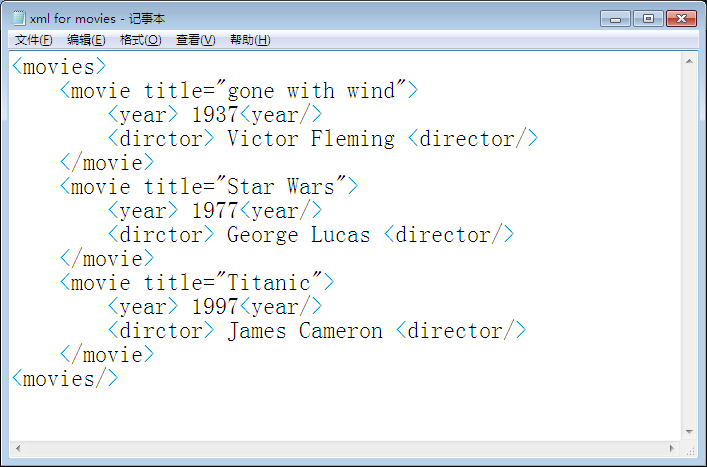 xml for movies - 记事本
文件(F) 编辑(E) 格式(O) 查看(V) 帮助(H)
<movies>
    <movie title="gone with wind">
        <year> 1937<year/>
        <dirctor> Victor Fleming <director/>
    </movie>
    <movie title="Star Wars">
        <year> 1977<year/>
        <dirctor> George Lucas <director/>
    </movie>
    <movie title="Titanic">
        <year> 1997<year/>
        <dirctor> James Cameron <director/>
    </movie>
<movies/>